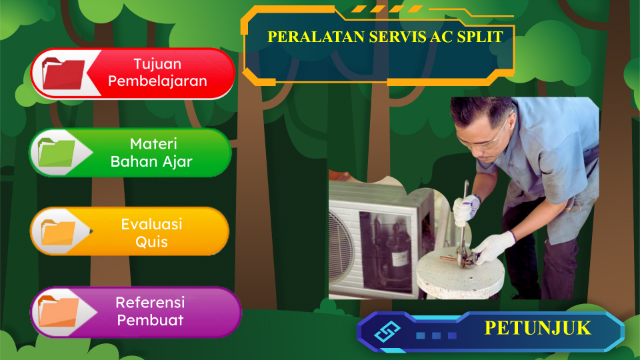 PERALATAN SERVIS AC SPLIT
Tujuan
Pembelajaran
Materi
Bahan Ajar
Evaluasi
Quis
Referensi
Pembuat
PETUNJUK